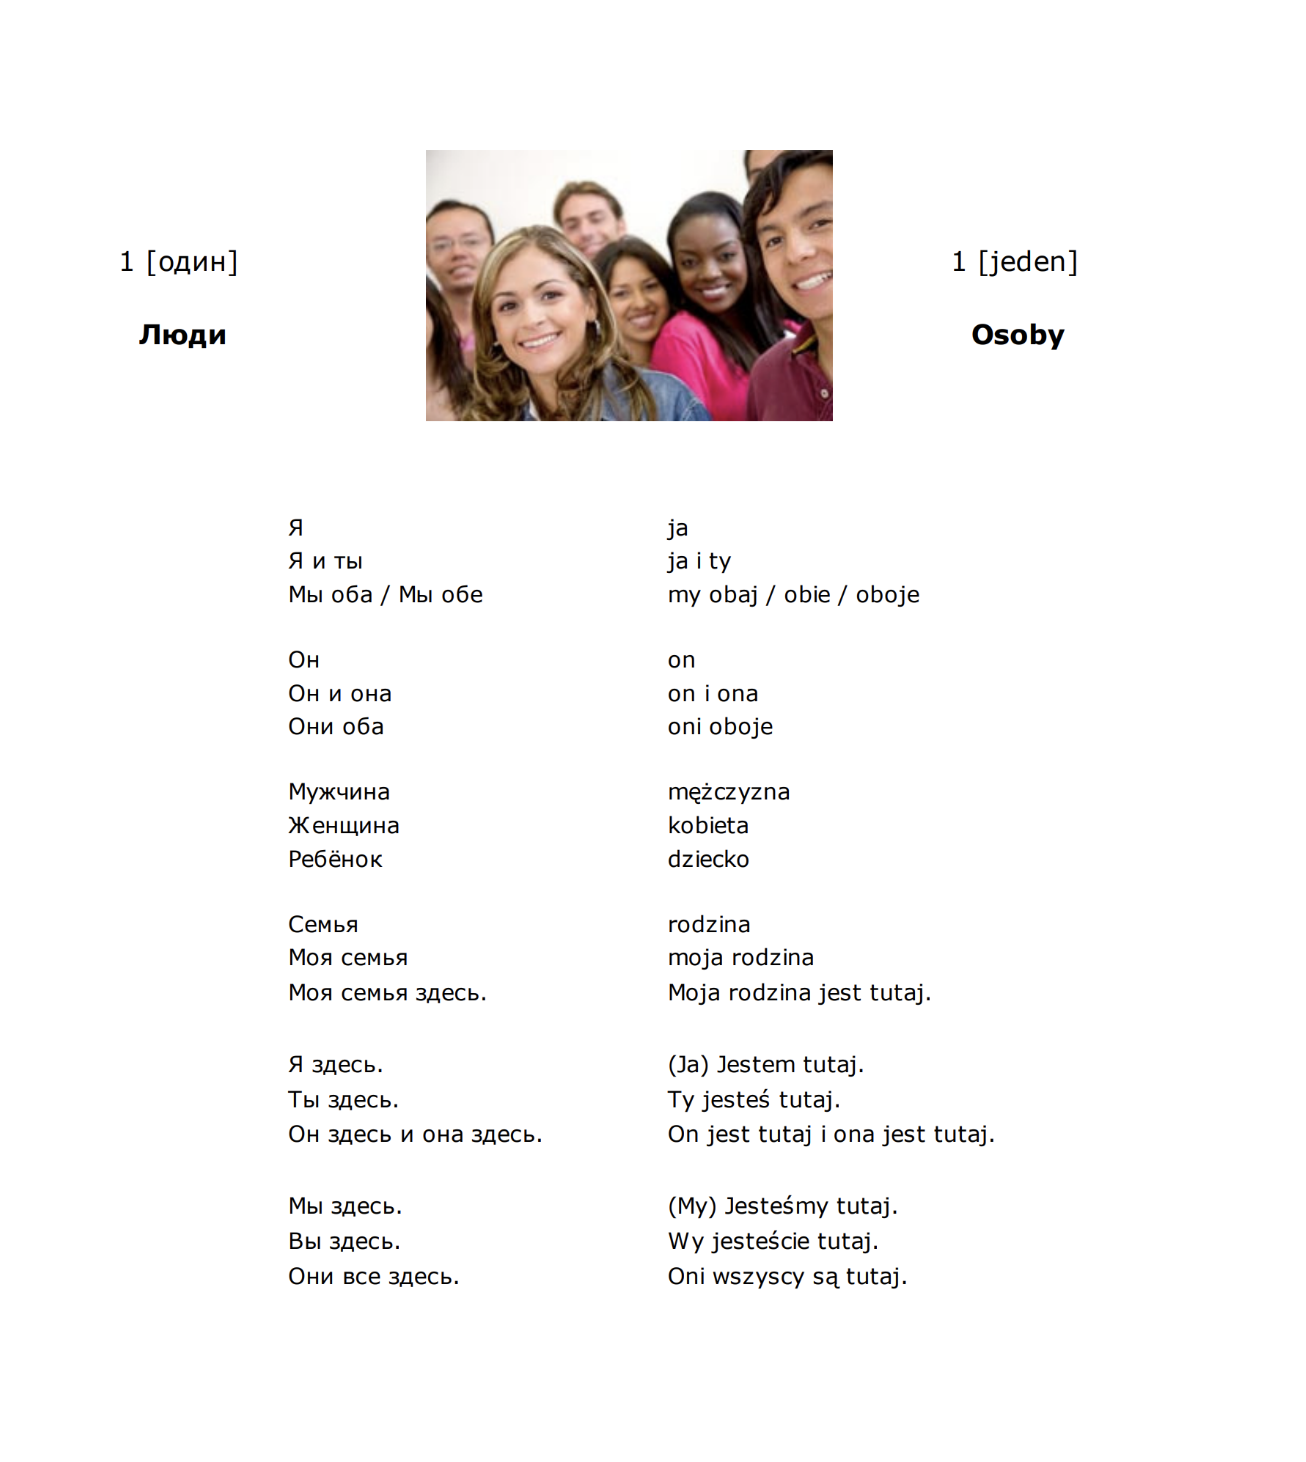 1 [один]
Люди
1 [jeden]
Osoby
Я ja
Я и ты ja i ty
Мы оба / Мы обе my obaj / obie / oboje
Он on
Он и она on i ona
Они оба oni oboje
Мужчина mężczyzna
Женщина kobieta
Ребёнок dziecko
Семья rodzina
Моя семья moja rodzina
Моя семья здесь. Moja rodzina jest tutaj.
Я здесь. (Ja) Jestem tutaj.
Ты здесь. Ty jesteś tutaj.
Он здесь и она здесь. On jest tutaj i ona jest tutaj.
Мы здесь. (My) Jesteśmy tutaj.
Вы здесь. Wy jesteście tutaj.
Они все здесь. Oni wszyscy są tutaj.